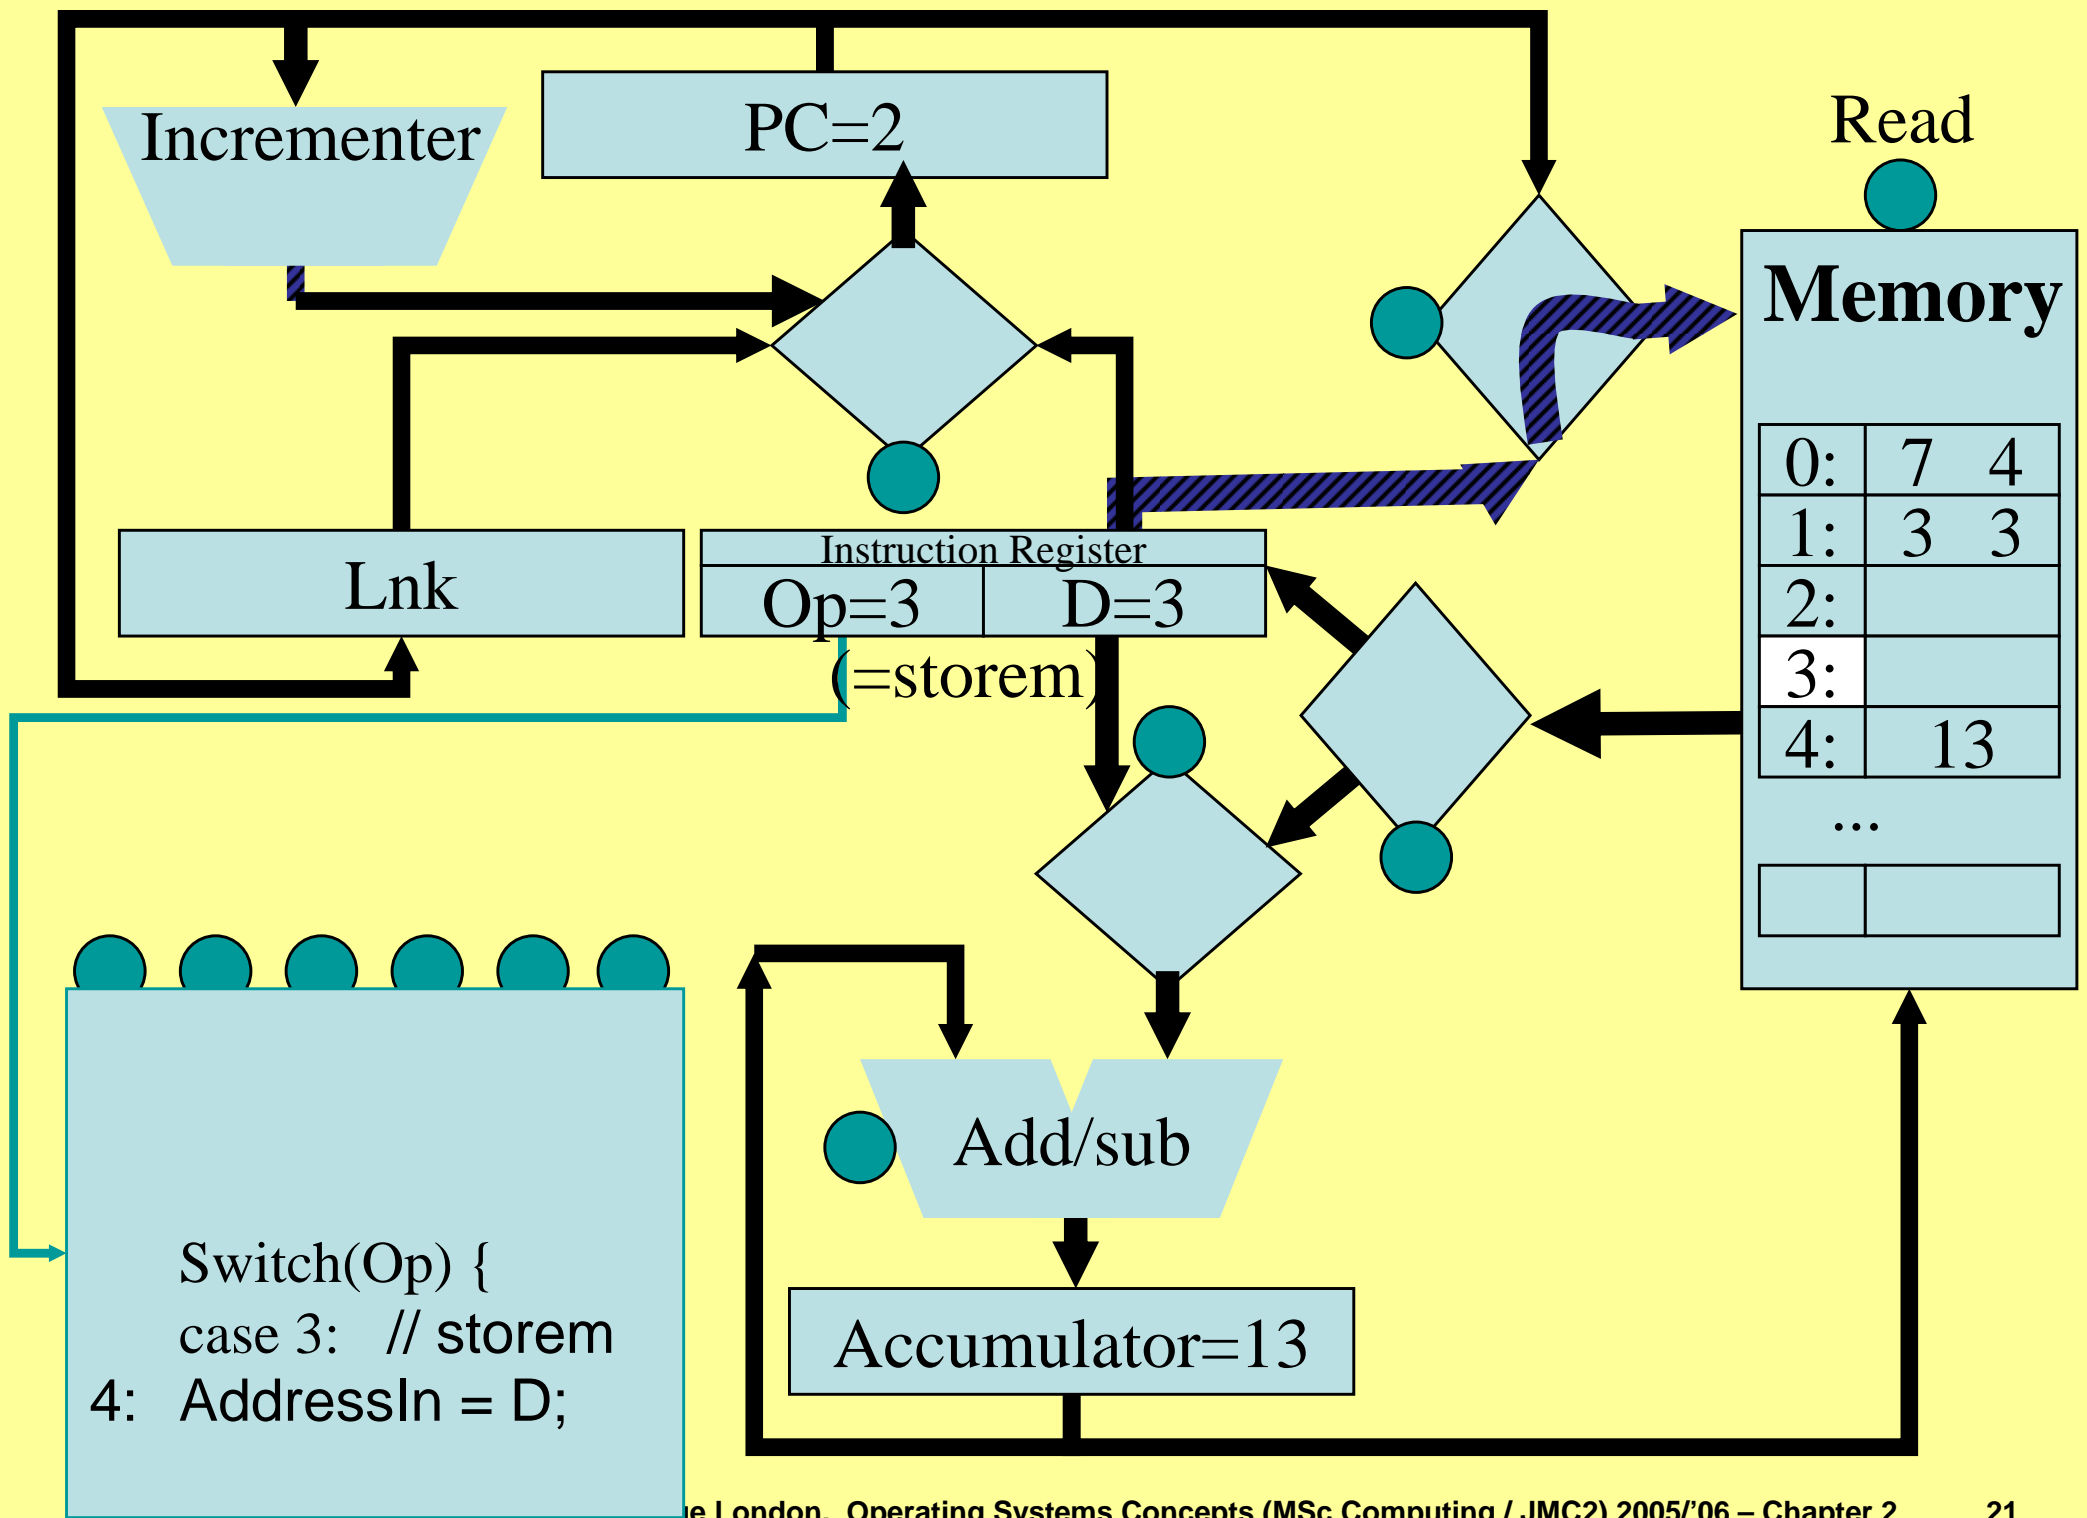 Incrementer
PC=2
Read
Memory
0: 7 4
1: 3 3
2:
3:
4: 13
...
Lnk
Instruction Register
Op=3 D=3
(=storem)
Add/sub
Accumulator=13
Switch(Op) {
case 3: // storem
4: AddressIn = D;
London. Operating Systems Concepts (MSc Computing / JMC2) 2005/'06 – Chapter 2 21